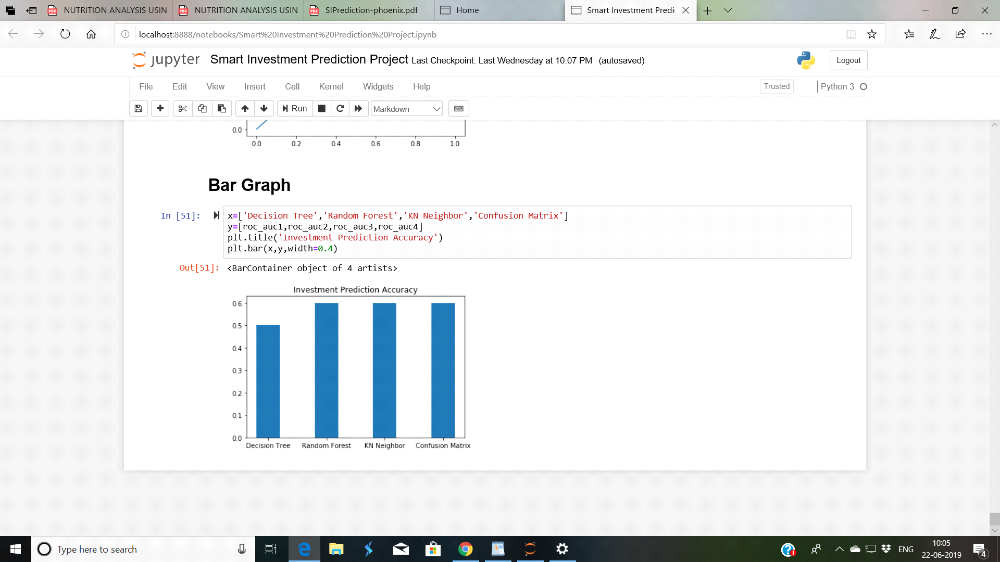 NUTRITION ANALYSIS USIN
NUTRITION ANALYSIS USIN
SIPrediction-phoenix.pdf
Home
Smart Investment Predi
localhost:8888/notebooks/Smart%20Investment%20Prediction%20Project.ipynb
jupyter Smart Investment Prediction Project Last Checkpoint: Last Wednesday at 10:07 PM (autosaved)
Logout
File Edit View Insert Cell Kernel Widgets Help
Trusted
Python 3
Run
Markdown
0.0
0.0 0.2 0.4 0.6 0.8 1.0
Bar Graph
In [51]:
x=['Decision Tree','Random Forest','KN Neighbor','Confusion Matrix']
y=[roc_auc1,roc_auc2,roc_auc3,roc_auc4]
plt.title('Investment Prediction Accuracy')
plt.bar(x,y,width=0.4)
Out[51]: <BarContainer object of 4 artists>
Investment Prediction Accuracy
0.6
0.5
0.4
0.3
0.2
0.1
0.0
Decision Tree Random Forest KN Neighbor Confusion Matrix
Type here to search
ENG
10:05
22-06-2019
4